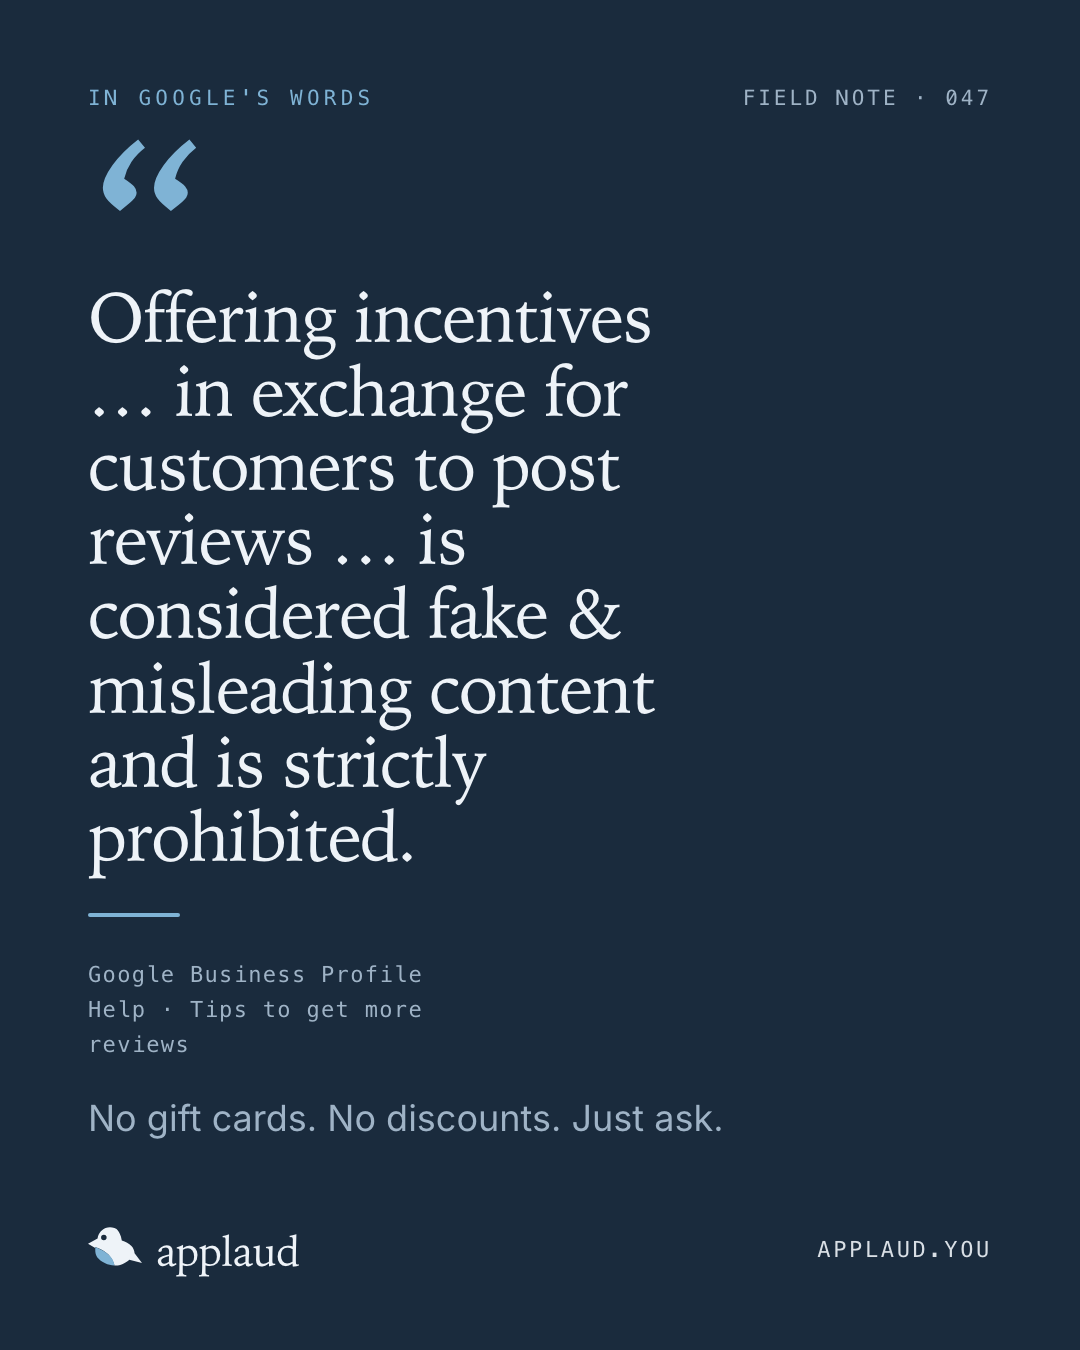 IN GOOGLE'S WORDS
FIELD NOTE · 047
“
Offering incentives
… in exchange for
customers to post
reviews … is
considered fake &
misleading content
and is strictly
prohibited.
Google Business Profile
Help · Tips to get more
reviews
No gift cards. No discounts. Just ask.
applaud
APPLAUD.YOU